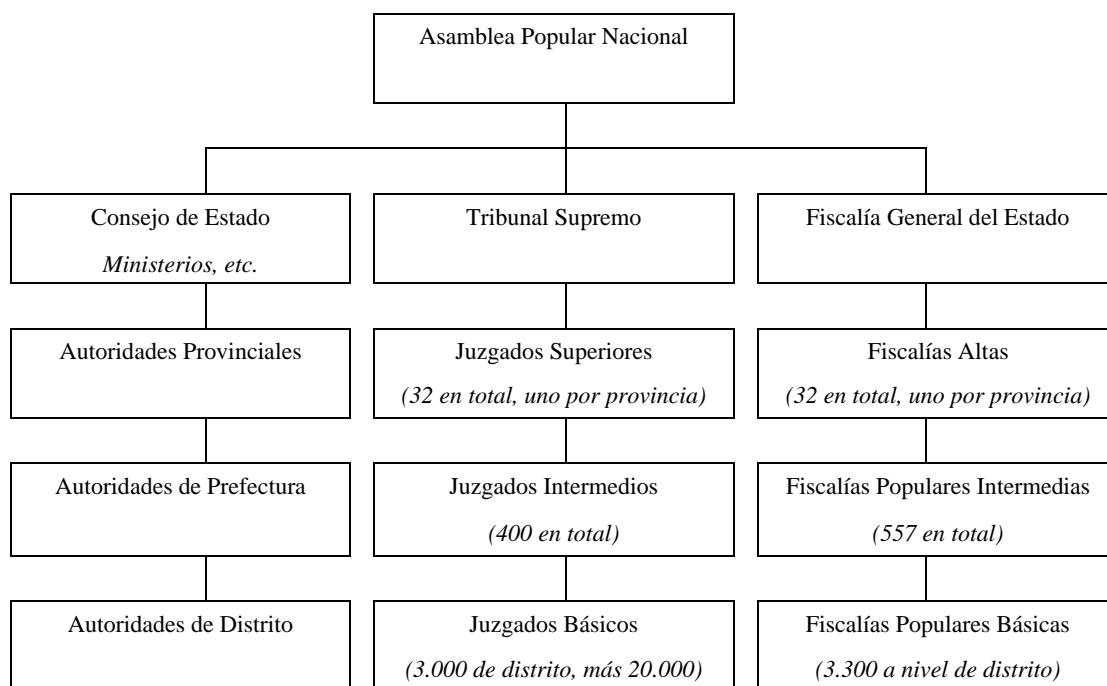 Asamblea Popular Nacional
Consejo de Estado
Ministerios, etc.
Tribunal Supremo
Fiscalía General del Estado
Autoridades Provinciales
Juzgados Superiores
(32 en total, uno por provincia)
Fiscalías Altas
(32 en total, uno por provincia)
Autoridades de Prefectura
Juzgados Intermedios
(400 en total)
Fiscalías Populares Intermedias
(557 en total)
Autoridades de Distrito
Juzgados Básicos
(3.000 de distrito, más 20.000)
Fiscalías Populares Básicas
(3.300 a nivel de distrito)